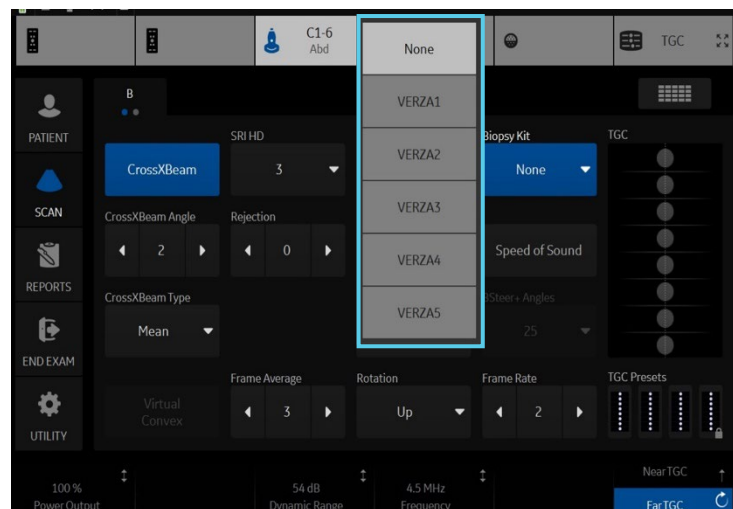 C1-6
Abd
TGC
None
VERZA1
VERZA2
VERZA3
VERZA4
VERZA5
PATIENT
SCAN
REPORTS
END EXAM
UTILITY
B
SRI HD
Biopsy Kit
TGC
CrossXBeam
3
None
CrossXBeam Angle
Rejection
2
0
Speed of Sound
CrossXBeam Type
BSteer+ Angles
Mean
25
Frame Average
Rotation
Frame Rate
TGC Presets
Virtual
Convex
3
Up
2
100 %
Power Output
54 dB
Dynamic Range
4.5 MHz
Frequency
Near TGC
Far TGC